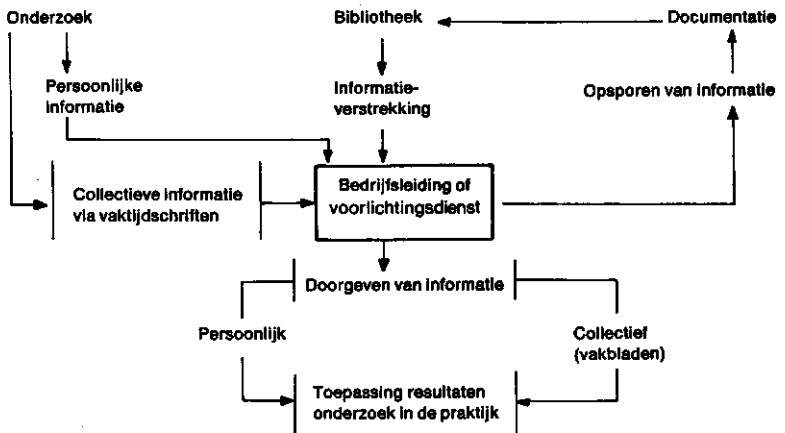 Onderzoek
Bibliotheek
Documentatie
Persoonlijke
informatie
Informatie-
verstrekking
Opsporen van informatie
Collectieve informatie
via vaktijdschriften
Bedrijfsleiding of
voorlichtingsdienst
Doorgeven van informatie
Persoonlijk
Collectief
(vakbladen)
Toepassing resultaten
onderzoek in de praktijk